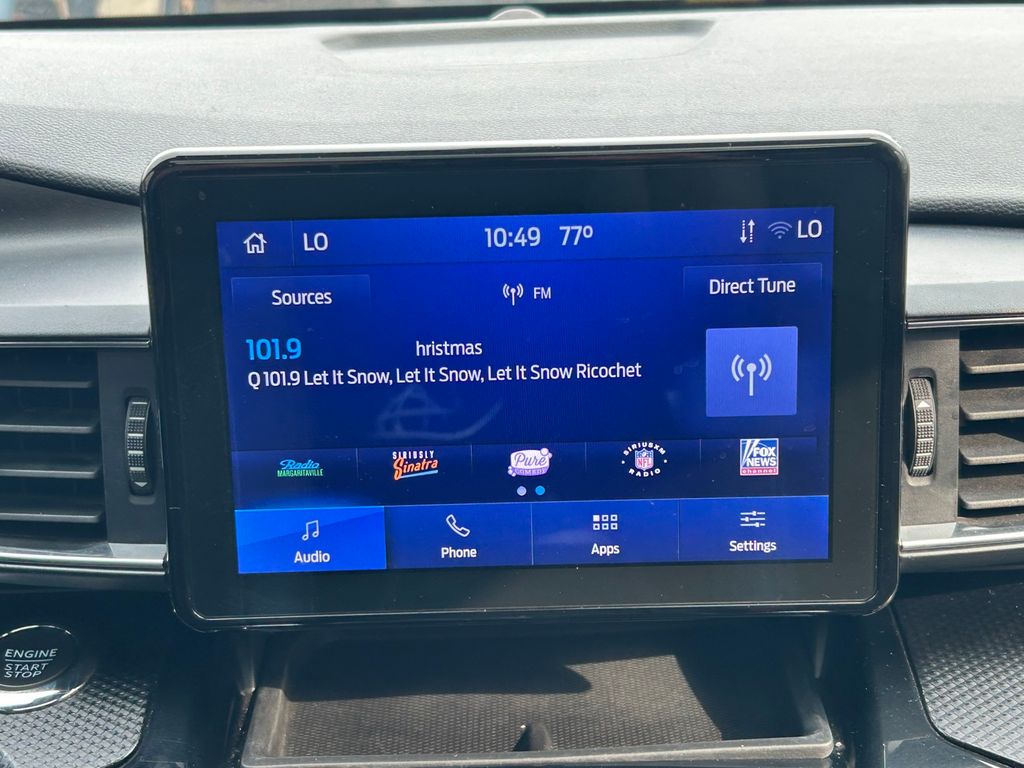 LO 10:49 77° LO
Sources FM Direct Tune
101.9 hristmas
Q 101.9 Let It Snow, Let It Snow, Let It Snow Ricochet
Radio
MARGARITAVILLE
SIRIUSLY
Sinatra
Pure
COMEDY
SIRIUSXM
NFL
RADIO
FOX
NEWS
channel
Audio Phone Apps Settings
ENGINE
START
STOP